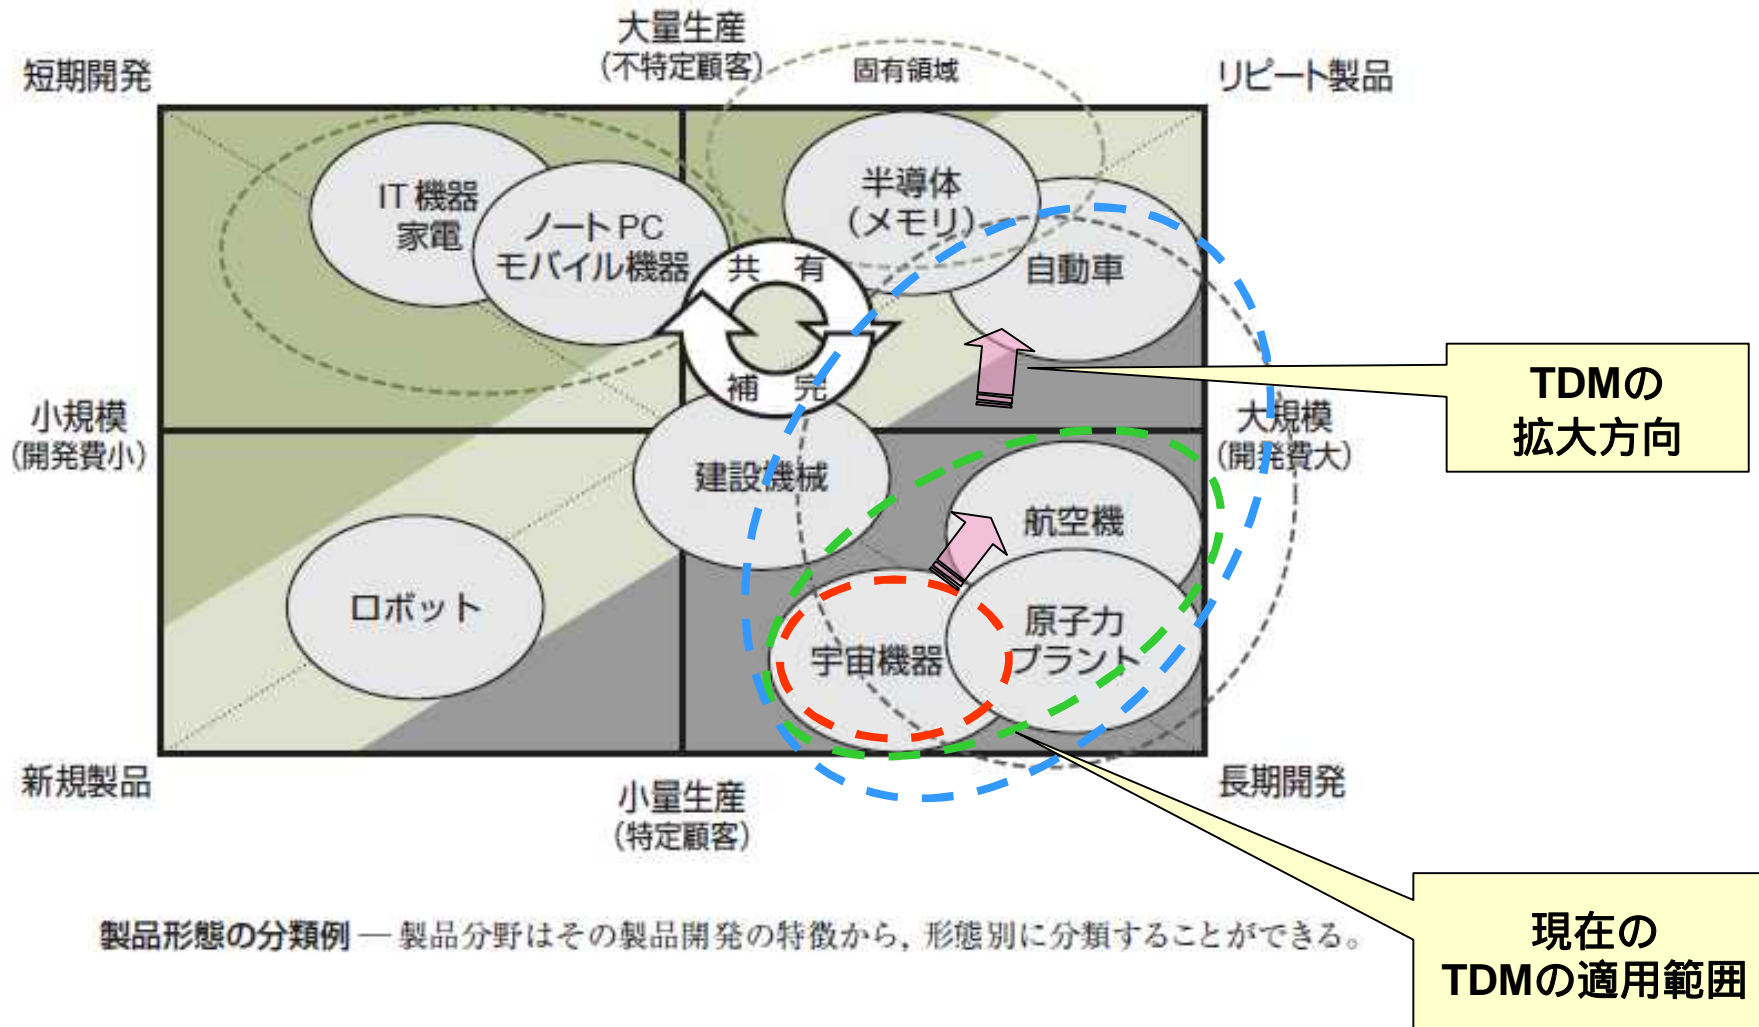 大量生産
（不特定顧客）
固有領域
短期開発
リピート製品
IT 機器
家電
ノート PC
モバイル機器
半導体
（メモリ）
自動車
共 有
補 完
TDMの
拡大方向
小規模
（開発費小）
大規模
（開発費大）
建設機械
航空機
ロボット
宇宙機器
原子力
プラント
新規製品
小量生産
（特定顧客）
長期開発
製品形態の分類例 ― 製品分野はその製品開発の特徴から，形態別に分類することができる。
現在の
TDMの適用範囲